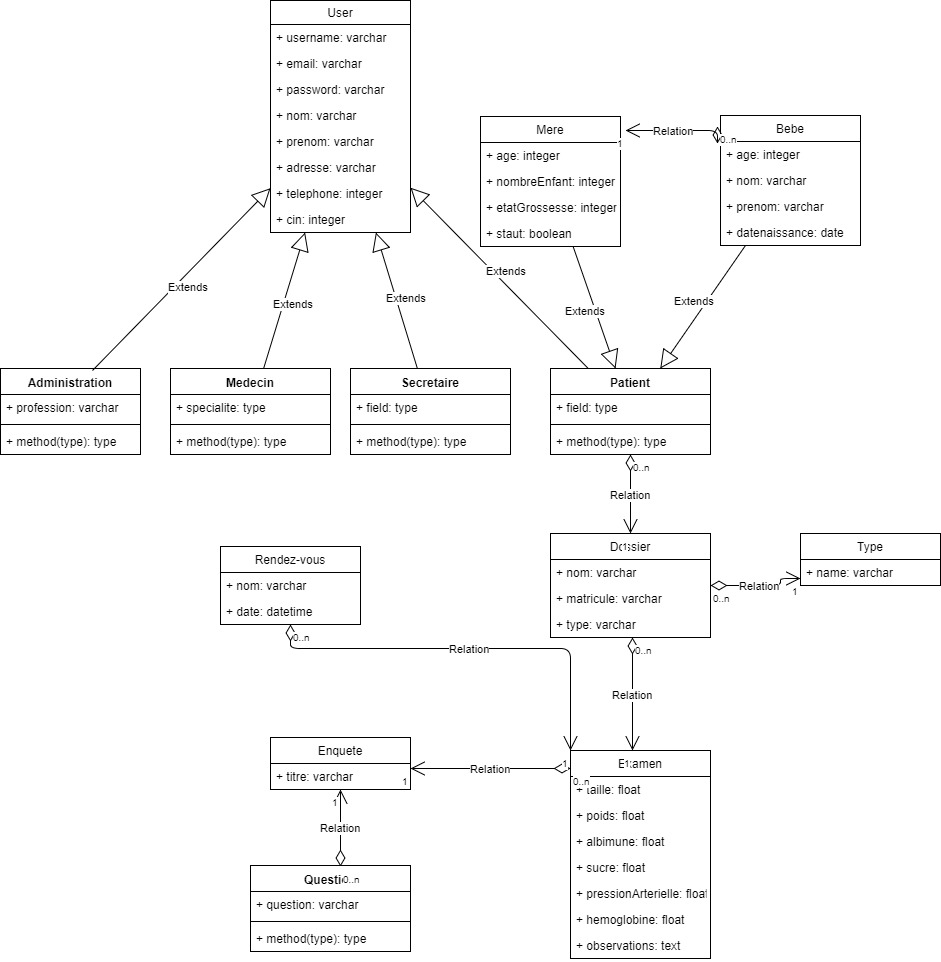 User
+ username: varchar
+ email: varchar
+ password: varchar
+ nom: varchar
+ prenom: varchar
+ adresse: varchar
+ telephone: integer
+ cin: integer
Mere
+ age: integer
+ nombreEnfant: integer
+ etatGrossesse: integer
+ staut: boolean
1
Relation
0..n
Bebe
+ age: integer
+ nom: varchar
+ prenom: varchar
+ datenaissance: date
Extends
Extends
Extends
Extends
Extends
Extends
Administration
+ profession: varchar
+ method(type): type
Medecin
+ specialite: type
+ method(type): type
Secretaire
+ field: type
+ method(type): type
Patient
+ field: type
+ method(type): type
0..n
Relation
1
Dossier
+ nom: varchar
+ matricule: varchar
+ type: varchar
0..n
Relation
1
Type
+ name: varchar
Rendez-vous
+ nom: varchar
+ date: datetime
0..n
Relation
1
0..n
Relation
1
Enquete
+ titre: varchar
1
Relation
0..n
Examen
+ taille: float
+ poids: float
+ albimune: float
+ sucre: float
+ pressionArterielle: float
+ hemoglobine: float
+ observations: text
1
Relation
0..n
+ question: varchar
+ method(type): type